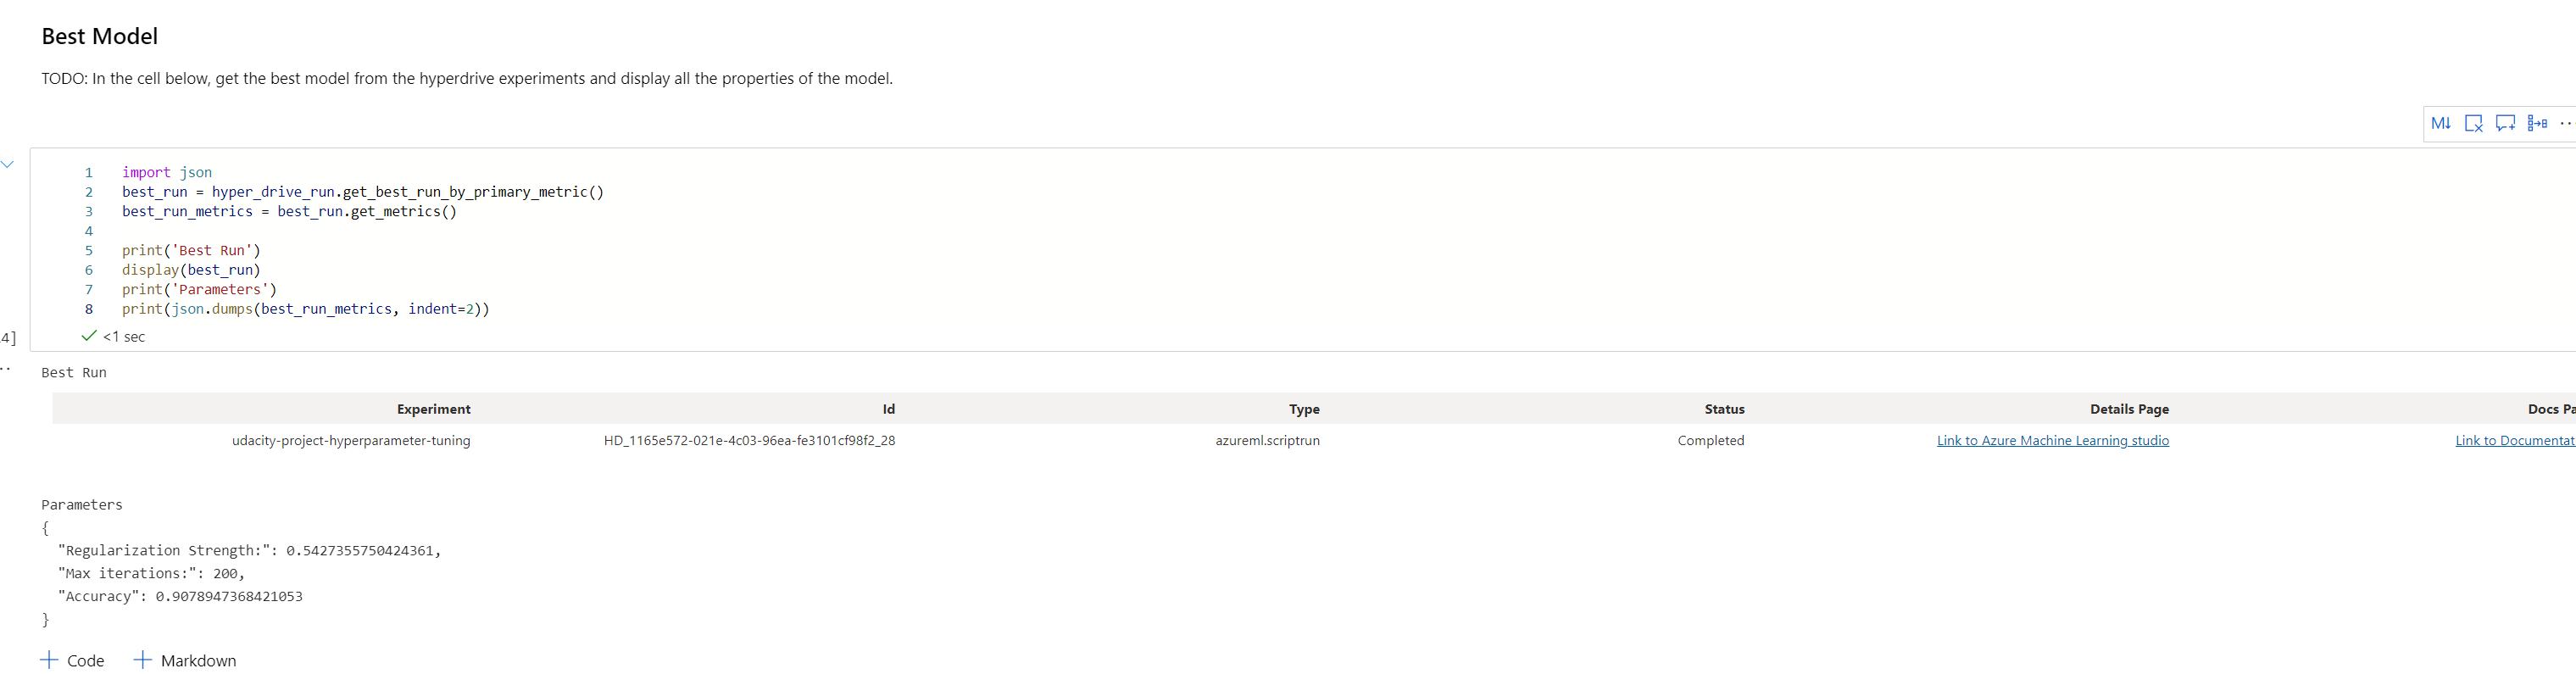 Best Model
TODO: In the cell below, get the best model from the hyperdrive experiments and display all the properties of the model.
M↓
1 import json
2 best_run = hyper_drive_run.get_best_run_by_primary_metric()
3 best_run_metrics = best_run.get_metrics()
4
5 print('Best Run')
6 display(best_run)
7 print('Parameters')
8 print(json.dumps(best_run_metrics, indent=2))
4] <1 sec
Best Run
Experiment Id Type Status Details Page Docs Pa
udacity-project-hyperparameter-tuning HD_1165e572-021e-4c03-96ea-fe3101cf98f2_28 azureml.scriptrun Completed Link to Azure Machine Learning studio Link to Documentat
Parameters
{
"Regularization Strength:": 0.5427355750424361,
"Max iterations:": 200,
"Accuracy": 0.9078947368421053
}
+ Code + Markdown